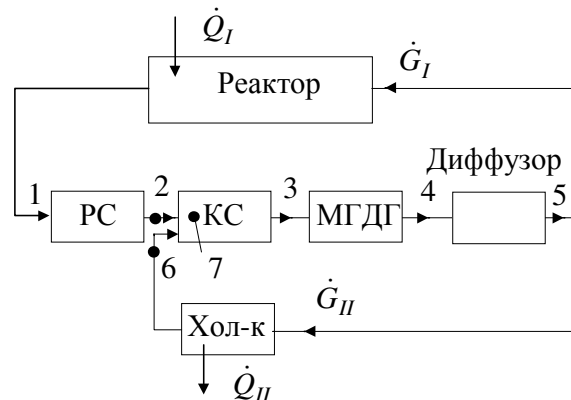 Q̇_I
Реактор
Ġ_I
Диффузор
1
РС
2
КС
3
МГДГ
4
5
6
7
Ġ_II
Хол-к
Q̇_II